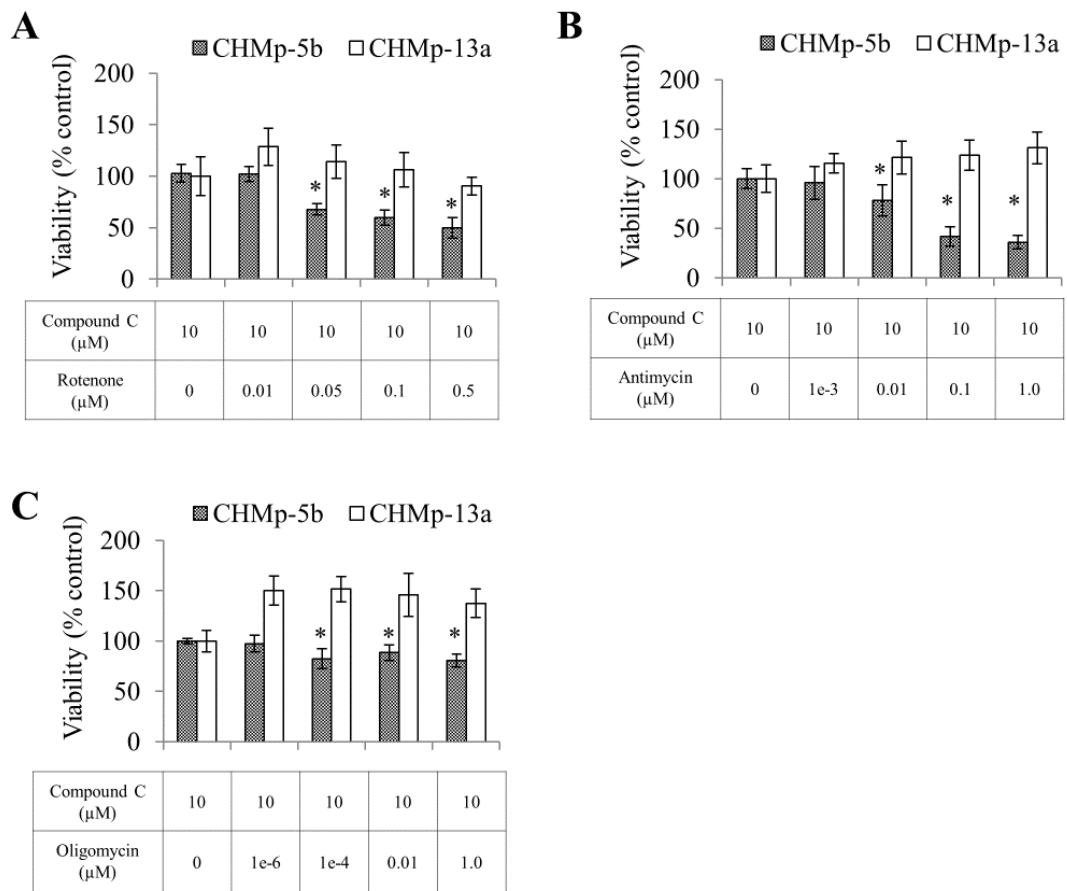 A
CHMp-5b CHMp-13a
Viability (% control)
200
150
100
50
0
* * *
Compound C (µM) 10 10 10 10 10
Rotenone (µM) 0 0.01 0.05 0.1 0.5
B
CHMp-5b CHMp-13a
Viability (% control)
200
150
100
50
0
* * *
Compound C (µM) 10 10 10 10 10
Antimycin (µM) 0 1e-3 0.01 0.1 1.0
C
CHMp-5b CHMp-13a
Viability (% control)
200
150
100
50
0
* * *
Compound C (µM) 10 10 10 10 10
Oligomycin (µM) 0 1e-6 1e-4 0.01 1.0